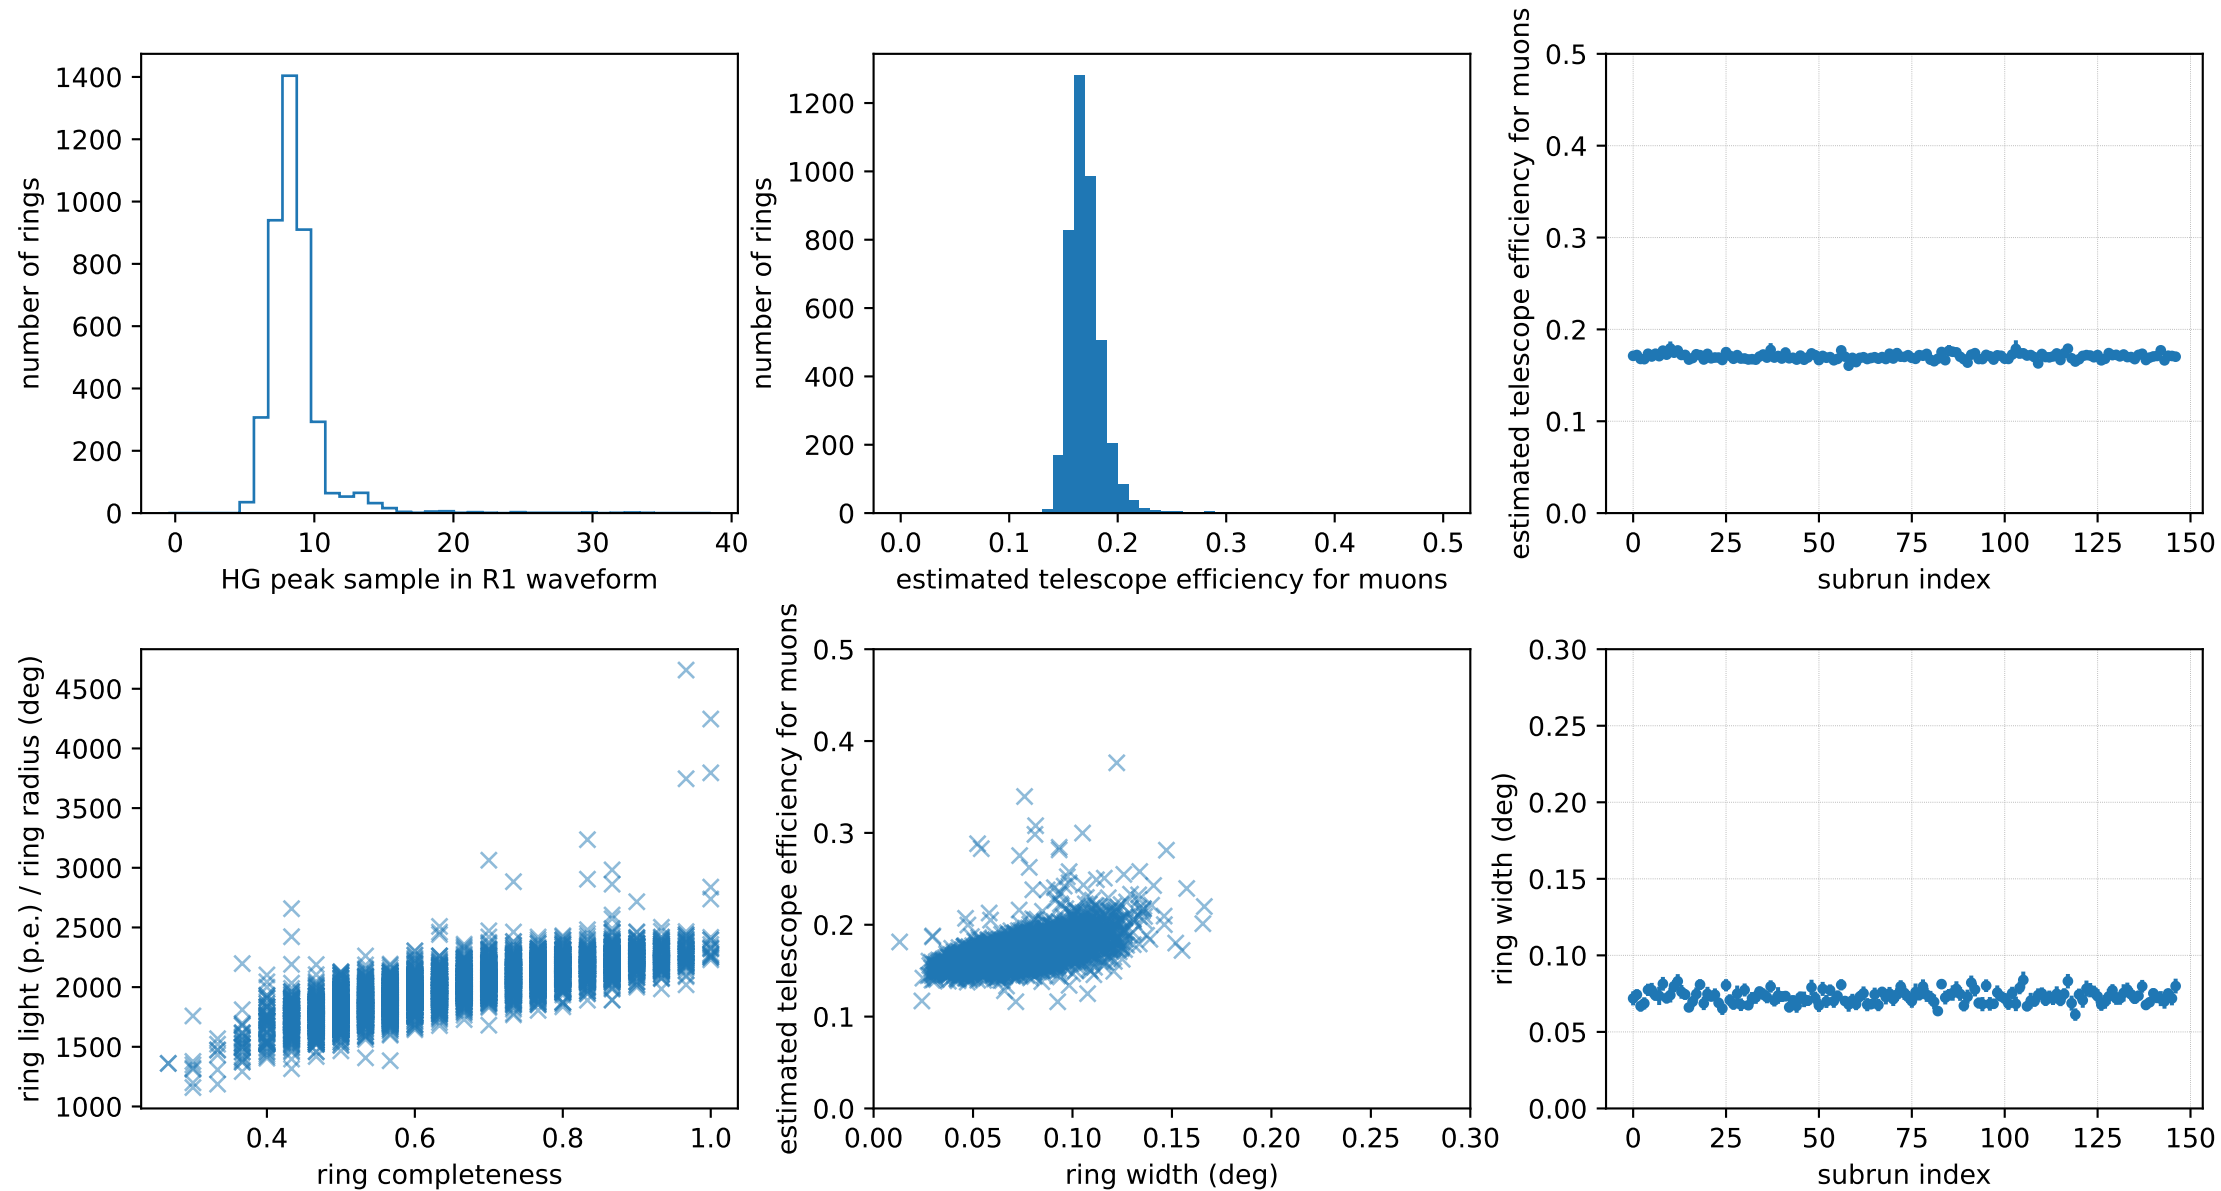 1400
1200
1000
800
600
400
200
0
number of rings
0 10 20 30 40
HG peak sample in R1 waveform
1200
1000
800
600
400
200
0
number of rings
0.0 0.1 0.2 0.3 0.4 0.5
estimated telescope efficiency for muons
0.5
0.4
0.3
0.2
0.1
0.0
estimated telescope efficiency for muons
0 25 50 75 100 125 150
subrun index
4500
4000
3500
3000
2500
2000
1500
1000
ring light (p.e.) / ring radius (deg)
0.4 0.6 0.8 1.0
ring completeness
0.5
0.4
0.3
0.2
0.1
0.0
estimated telescope efficiency for muons
0.00 0.05 0.10 0.15 0.20 0.25 0.30
ring width (deg)
0.30
0.25
0.20
0.15
0.10
0.05
0.00
ring width (deg)
0 25 50 75 100 125 150
subrun index